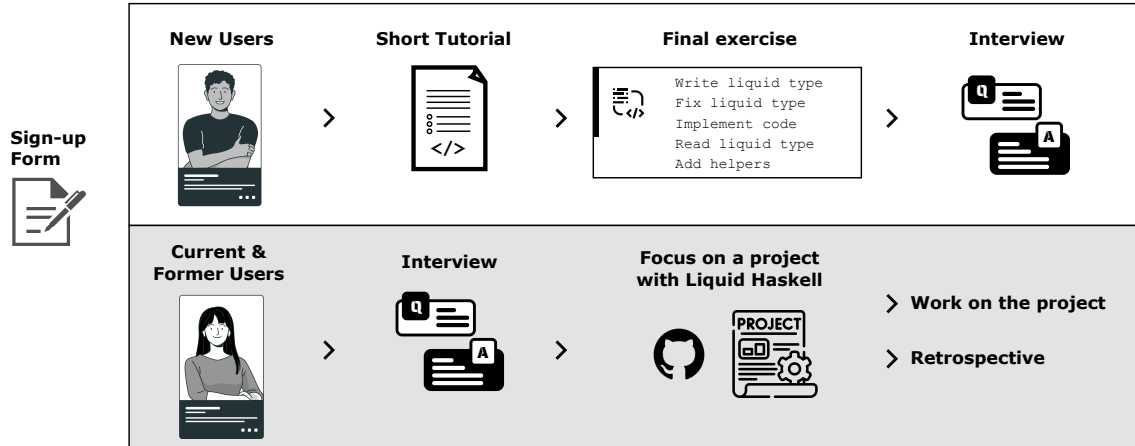 Sign-up
Form
New Users
Short Tutorial
Final exercise
Interview
</>
</>
Write liquid type
Fix liquid type
Implement code
Read liquid type
Add helpers
Q
A
Current &
Former Users
Interview
Q
A
Focus on a project
with Liquid Haskell
PROJECT
Work on the project
Retrospective